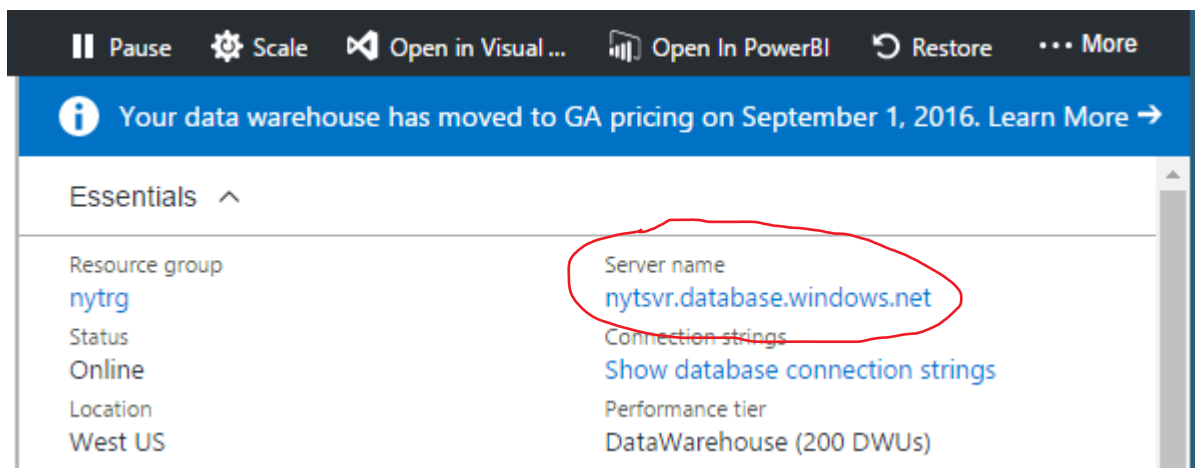 Pause Scale Open in Visual ... Open In PowerBI Restore ... More
Your data warehouse has moved to GA pricing on September 1, 2016. Learn More →
Essentials
Resource group
nytrg
Status
Online
Location
West US
Server name
nytsvr.database.windows.net
Connection strings
Show database connection strings
Performance tier
DataWarehouse (200 DWUs)